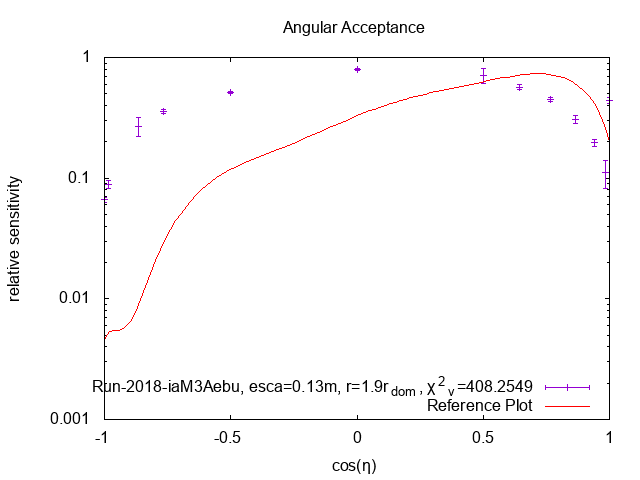 Angular Acceptance
1
0.1
0.01
0.001
relative sensitivity
Run-2018-iaM3Aebu, esca=0.13m, r=1.9r_dom, χ²_ν=408.2549
Reference Plot
-1 -0.5 0 0.5 1
cos(η)